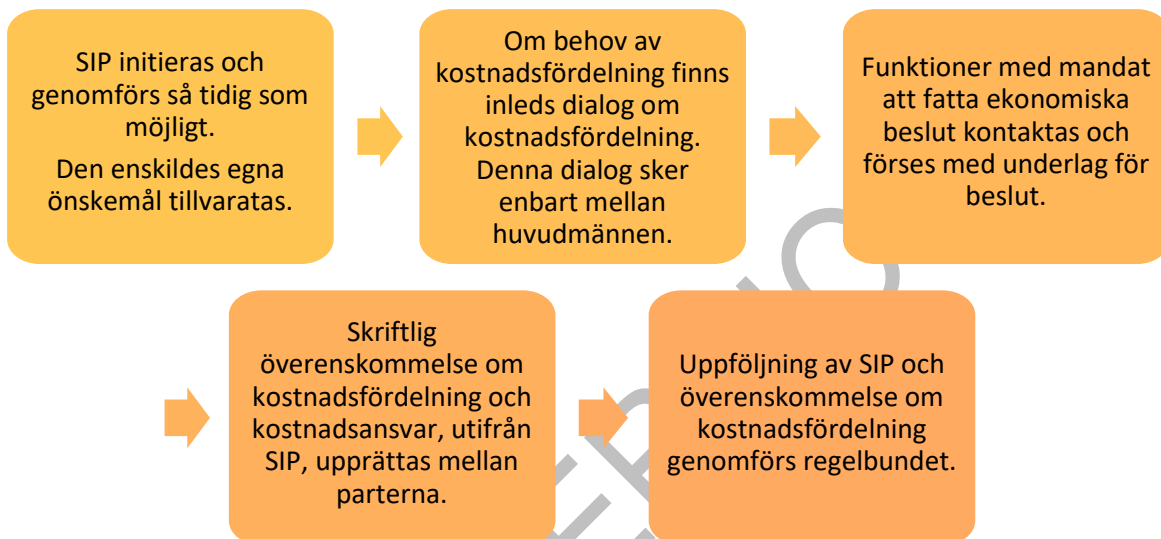 SIP initieras och
genomförs så tidig som
möjligt.
Den enskildes egna
önskemål tillvaratas.
Om behov av
kostnadsfördelning finns
inleds dialog om
kostnadsfördelning.
Denna dialog sker
enbart mellan
huvudmännen.
Funktioner med mandat
att fatta ekonomiska
beslut kontaktas och
förses med underlag för
beslut.
Skriftlig
överenskommelse om
kostnadsfördelning och
kostnadsansvar, utifrån
SIP, upprättas mellan
parterna.
Uppföljning av SIP och
överenskommelse om
kostnadsfördelning
genomförs regelbundet.